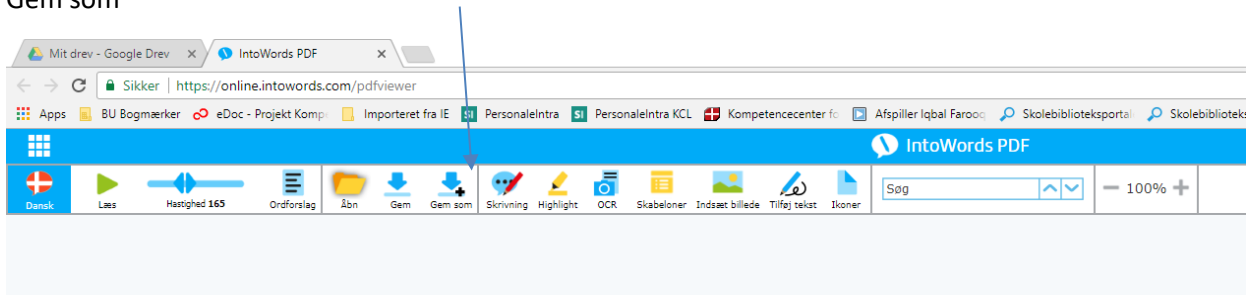 Gem som
Mit drev - Google Drev
IntoWords PDF
Sikker | https://online.intowords.com/pdfviewer
Apps BU Bogmærker eDoc - Projekt Komp Importeret fra IE SI PersonaleIntra SI PersonaleIntra KCL Kompetencecenter fo Afspiller Iqbal Farooq Skolebiblioteksportal Skolebiblioteks
IntoWords PDF
Dansk Læs Hastighed 165 Ordforslag Åbn Gem Gem som Skrivning Highlight OCR Skabeloner Indsæt billede Tilføj tekst Ikoner Søg 100%